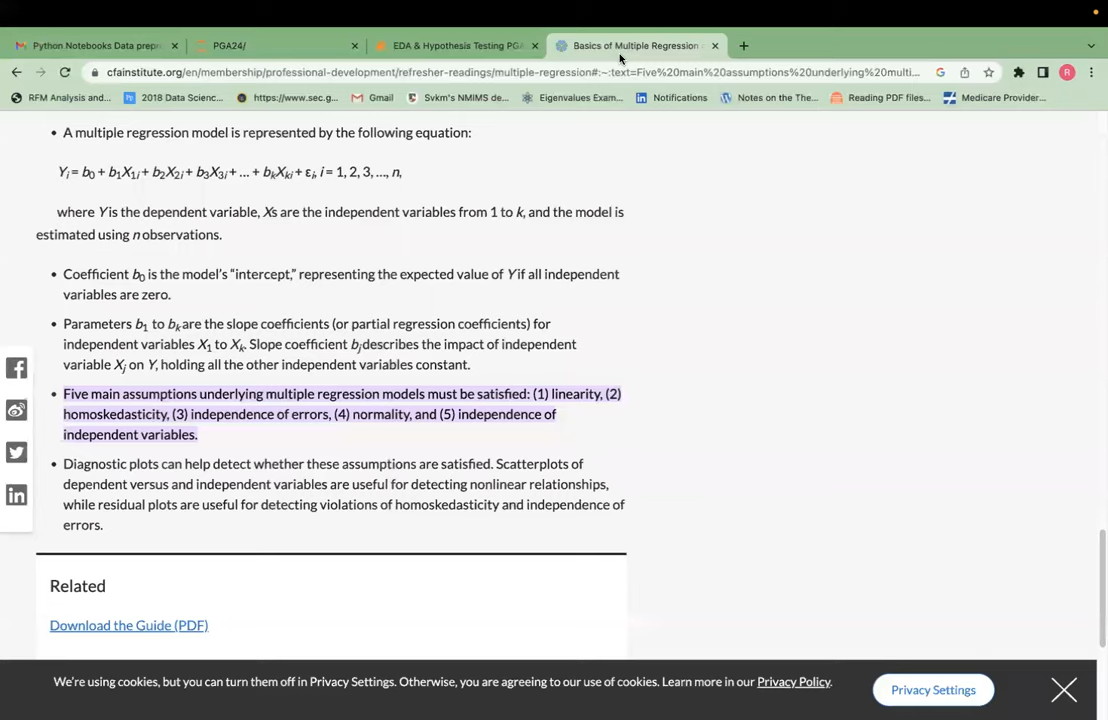 Python Notebooks Data prepr
PGA24/
EDA & Hypothesis Testing PGA
Basics of Multiple Regression
cfainstitute.org/en/membership/professional-development/refresher-readings/multiple-regression#:~:text=Five%20main%20assumptions%20underlying%20multi...
RFM Analysis and...
2018 Data Scienc...
https://www.sec.g...
Gmail
Svkm's NMIMS de...
Eigenvalues Exam...
Notifications
Notes on the The...
Reading PDF files...
Medicare Provider...
• A multiple regression model is represented by the following equation:
Yi = b0 + b1X1i + b2X2i + b3X3i + ... + bkXki + εi, i = 1, 2, 3, ..., n,
where Y is the dependent variable, Xs are the independent variables from 1 to k, and the model is
estimated using n observations.
• Coefficient b0 is the model's “intercept,” representing the expected value of Y if all independent
variables are zero.
• Parameters b1 to bk are the slope coefficients (or partial regression coefficients) for
independent variables X1 to Xk. Slope coefficient bj describes the impact of independent
variable Xj on Y, holding all the other independent variables constant.
• Five main assumptions underlying multiple regression models must be satisfied: (1) linearity, (2)
homoskedasticity, (3) independence of errors, (4) normality, and (5) independence of
independent variables.
• Diagnostic plots can help detect whether these assumptions are satisfied. Scatterplots of
dependent versus and independent variables are useful for detecting nonlinear relationships,
while residual plots are useful for detecting violations of homoskedasticity and independence of
errors.
Related
Download the Guide (PDF)
We're using cookies, but you can turn them off in Privacy Settings. Otherwise, you are agreeing to our use of cookies. Learn more in our Privacy Policy.
Privacy Settings